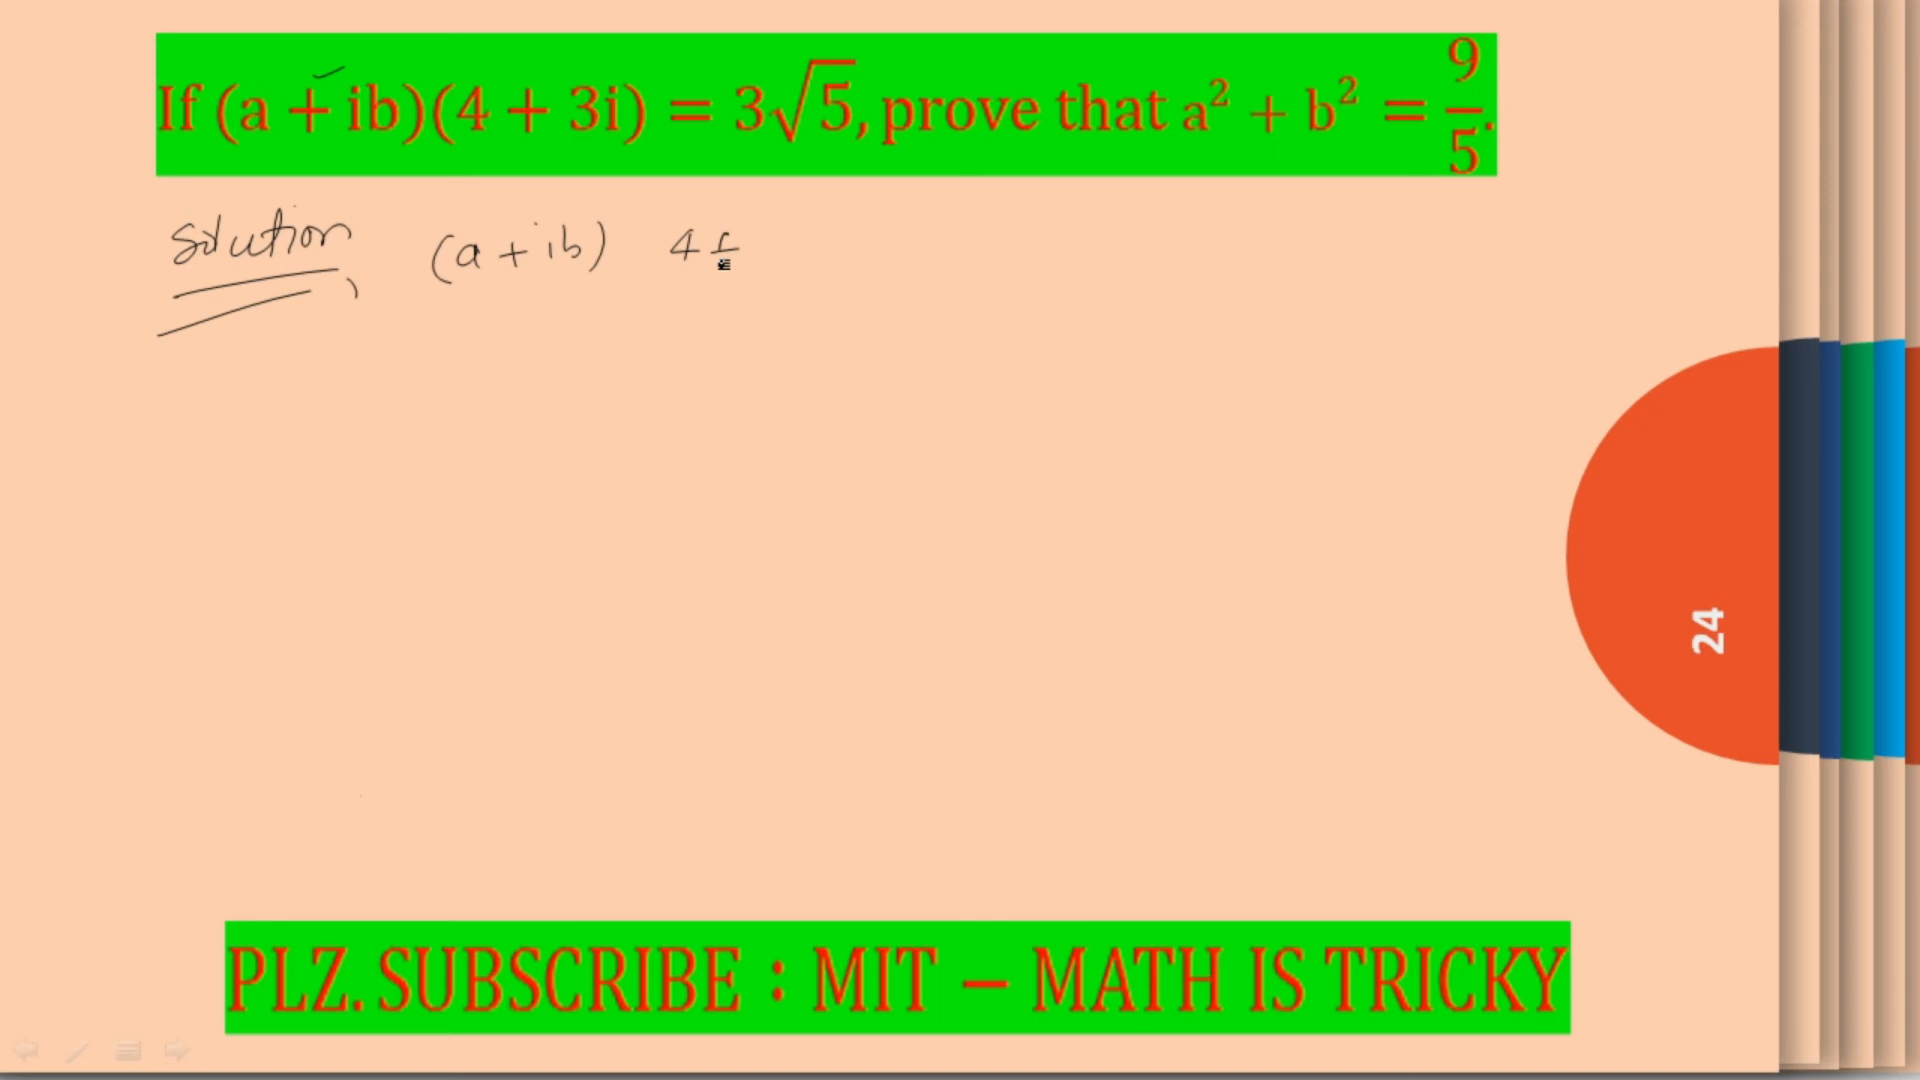 If (a + ib)(4 + 3i) = 3√5, prove that a² + b² = 9/5.
Solution, (a + ib) 4
24
PLZ. SUBSCRIBE : MIT – MATH IS TRICKY